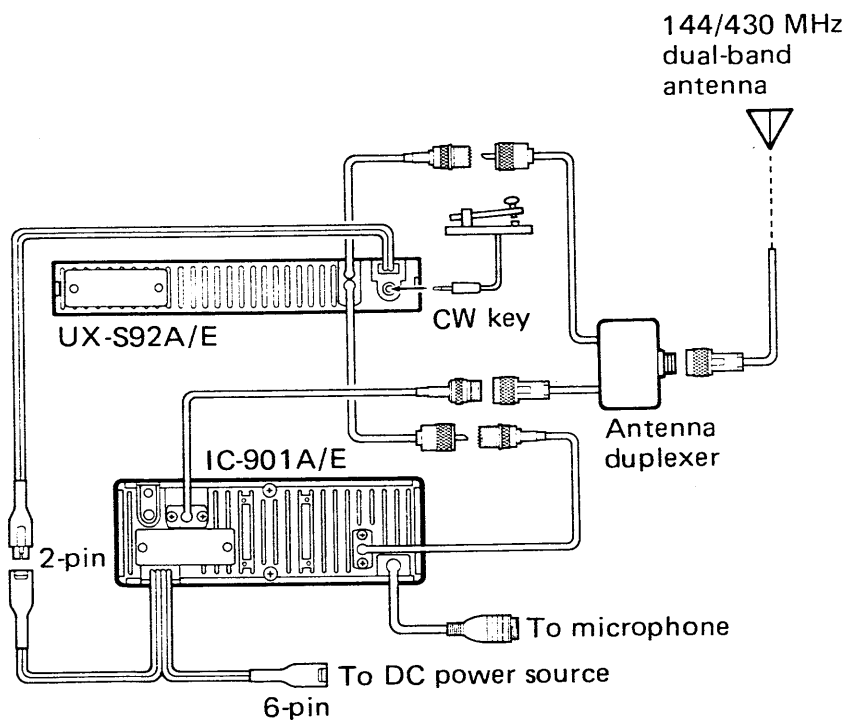 144/430 MHz
dual-band
antenna
CW key
UX-S92A/E
Antenna
duplexer
IC-901A/E
2-pin
To microphone
To DC power source
6-pin